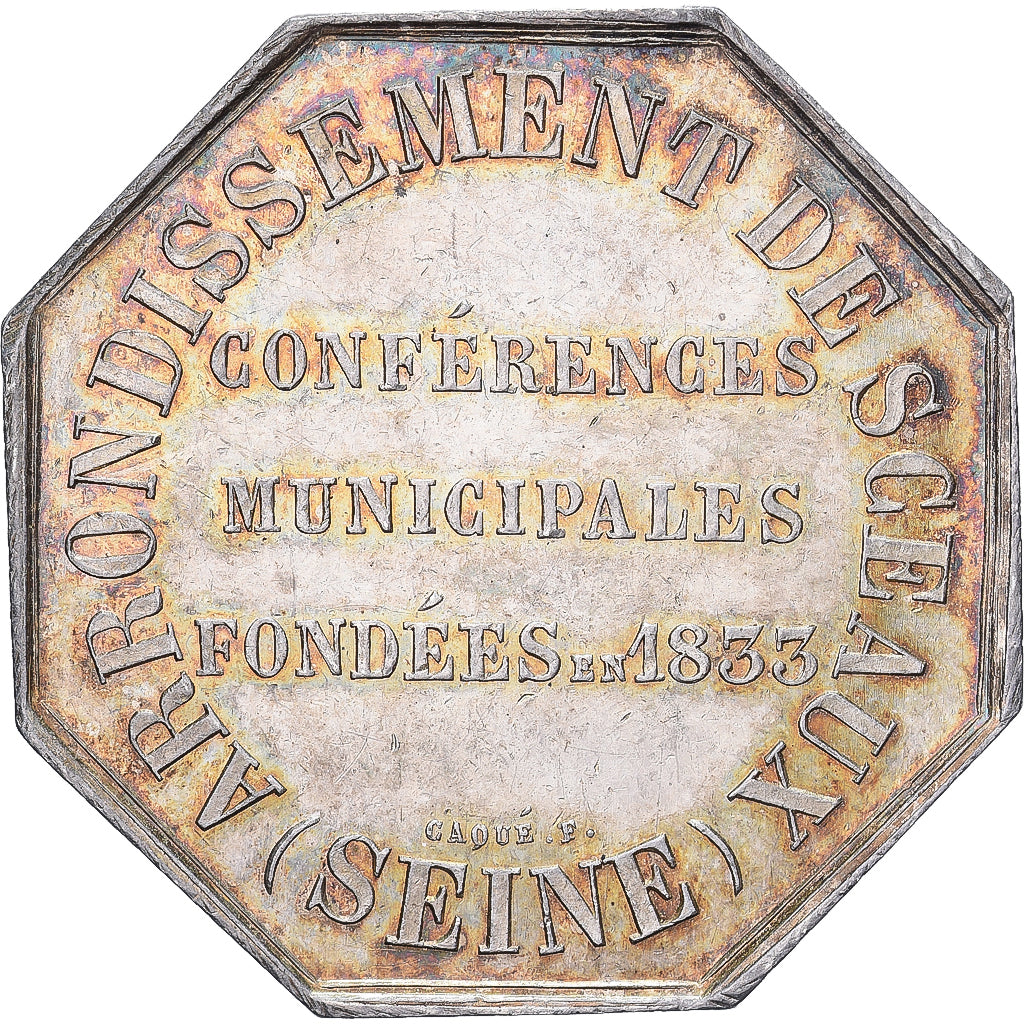 ARRONDISSEMENT DE SCEAUX
CONFÉRENCES
MUNICIPALES
FONDÉES EN 1833
CAQUÉ.F.
(SEINE)